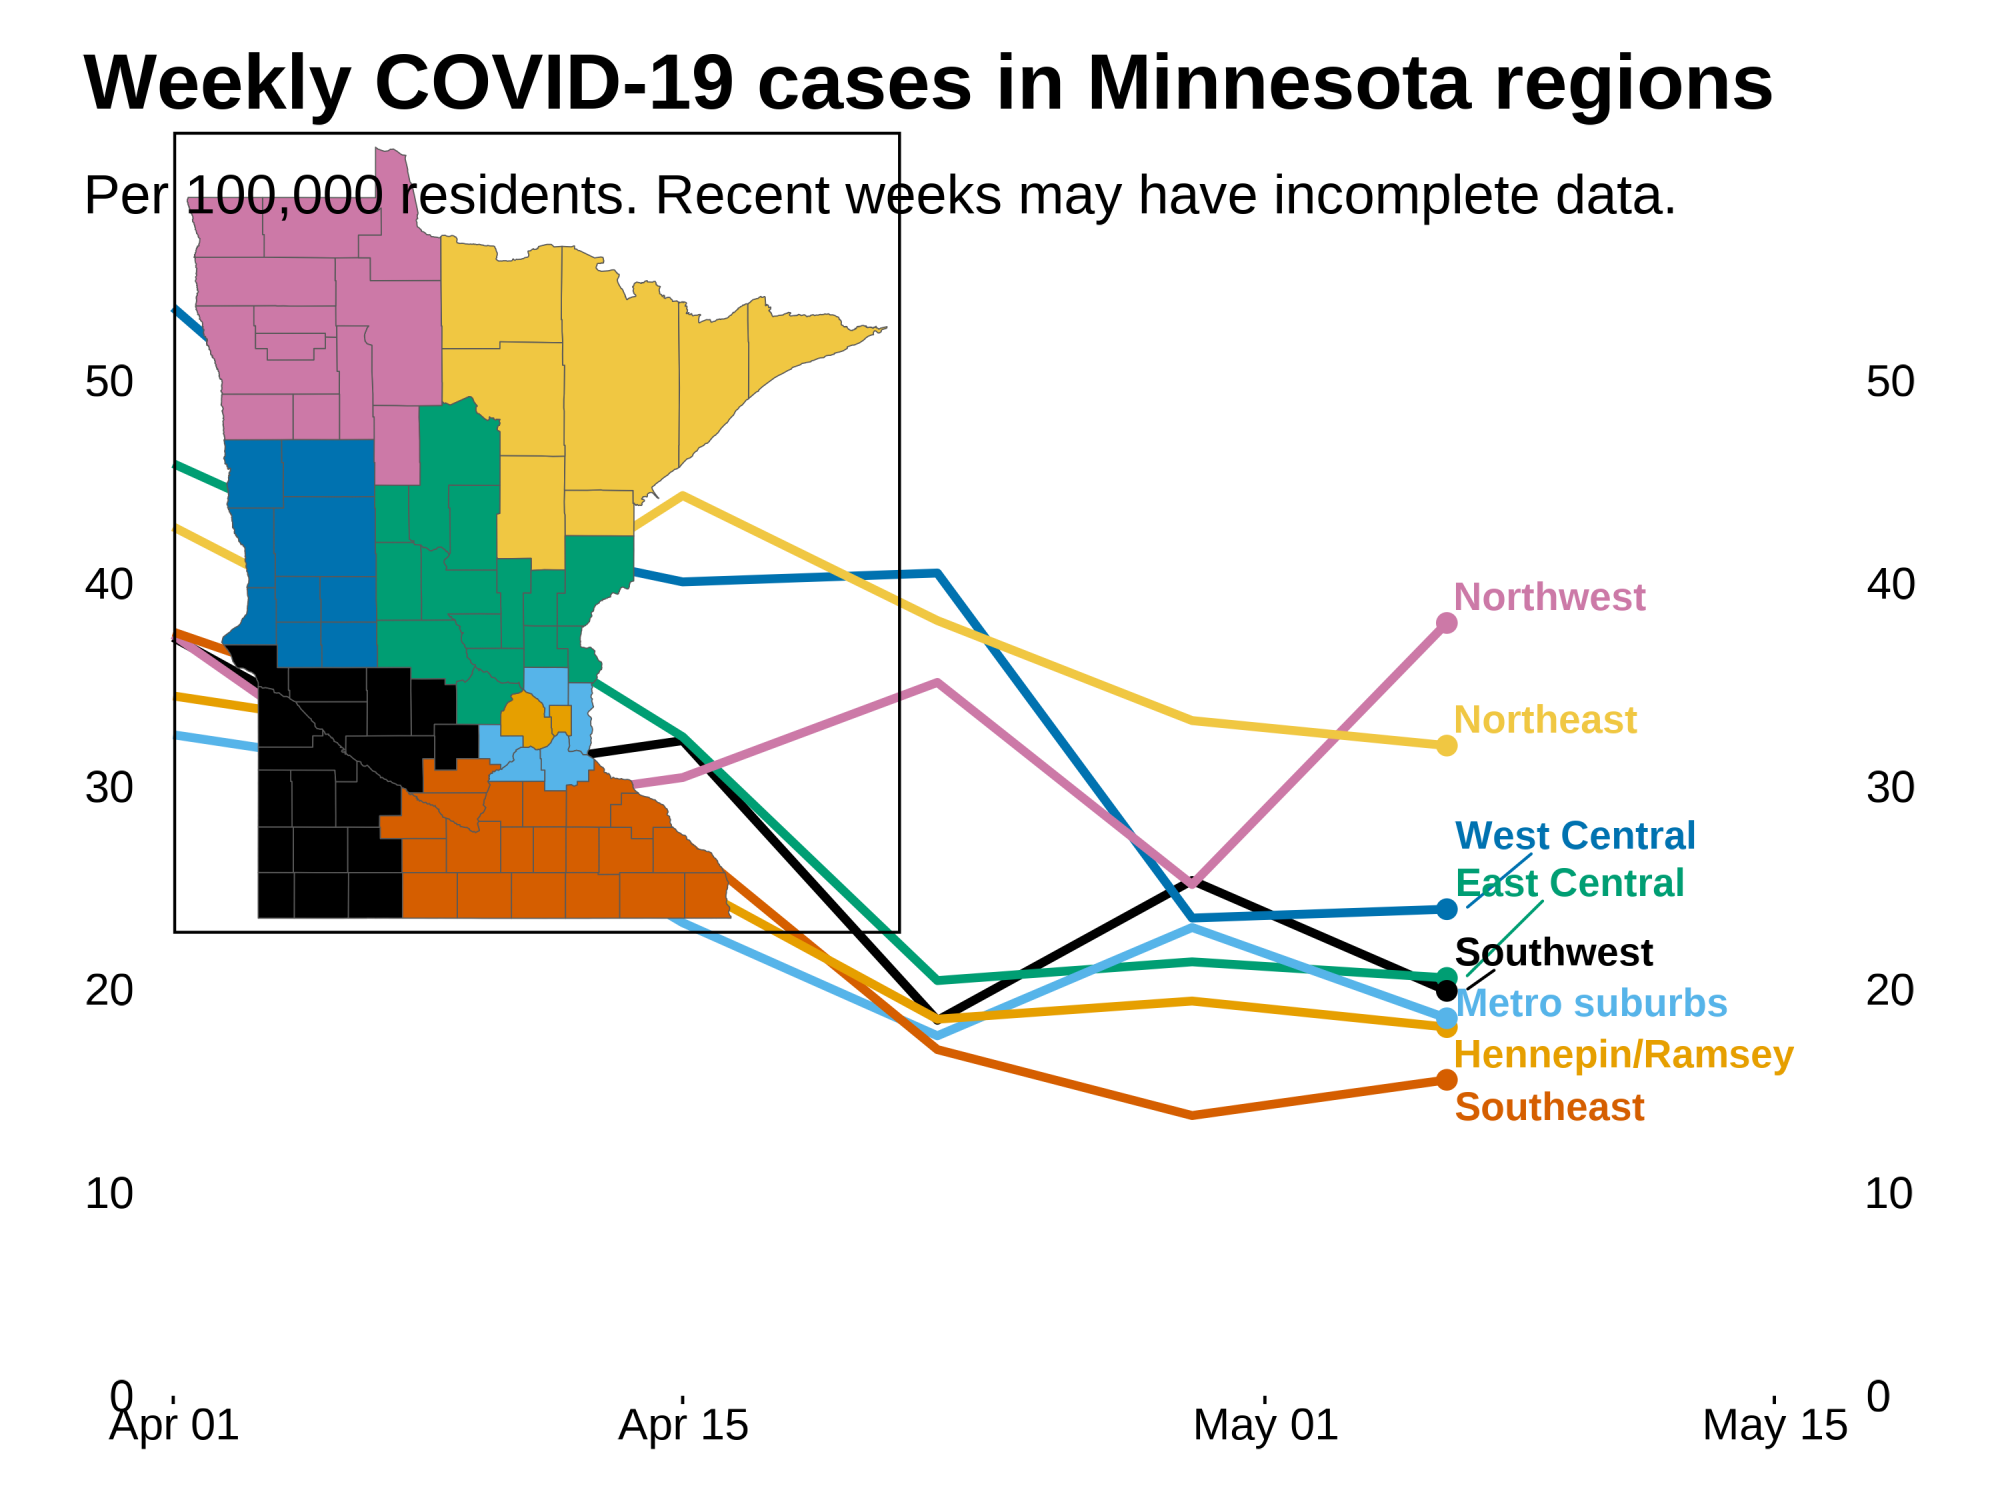 Weekly COVID-19 cases in Minnesota regions
Per 100,000 residents. Recent weeks may have incomplete data.
50 50
40 40
Northwest
Northeast
30 30
West Central
East Central
Southwest
20 20
Metro suburbs
Hennepin/Ramsey
Southeast
10 10
0 0
Apr 01 Apr 15 May 01 May 15